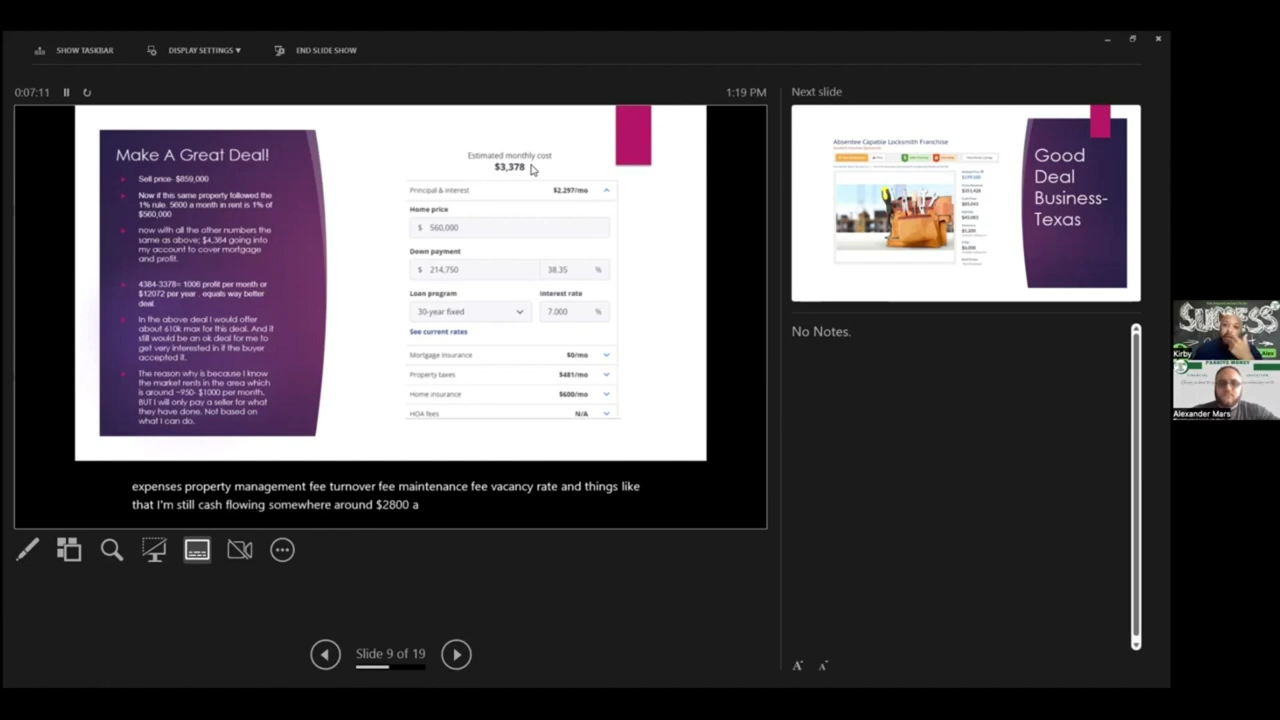 SHOW TASKBAR
DISPLAY SETTINGS ▾
END SLIDE SHOW
0:07:11
1:19 PM
Make A Great Deal!
Sell price- $859,000
Now if this same property followed the
1% rule. 5600 a month in rent is 1% of
$560,000
now with all the other numbers the
same as above; $4,384 going into
my account to cover mortgage
and profit.
4384-3378= 1006 profit per month or
$12072 per year , equals way better
deal
In the above deal I would offer
about 610k max for this deal. And it
still would be an ok deal for me to
get very interested in if the buyer
accepted it.
The reason why is because I know
the market rents in the area which
is around ~950- $1000 per month.
BUT I will only pay a seller for what
they have done. Not based on
what I can do.
Estimated monthly cost
$3,378
Principal & interest $2,297/mo
Home price
$ 560,000
Down payment
$ 214,750 38.35 %
Loan program Interest rate
30-year fixed 7.000 %
See current rates
Mortgage insurance $0/mo
Property taxes $481/mo
Home insurance $600/mo
HOA fees N/A
expenses property management fee turnover fee maintenance fee vacancy rate and things like
that I'm still cash flowing somewhere around $2800 a
Slide 9 of 19
Next slide
Absentee Capable Locksmith Franchise
Good
Deal
Business-
Texas
No Notes.
A A
SUCCESS
Kirby
Alex
PASSIVE MONEY
Alexander Mars